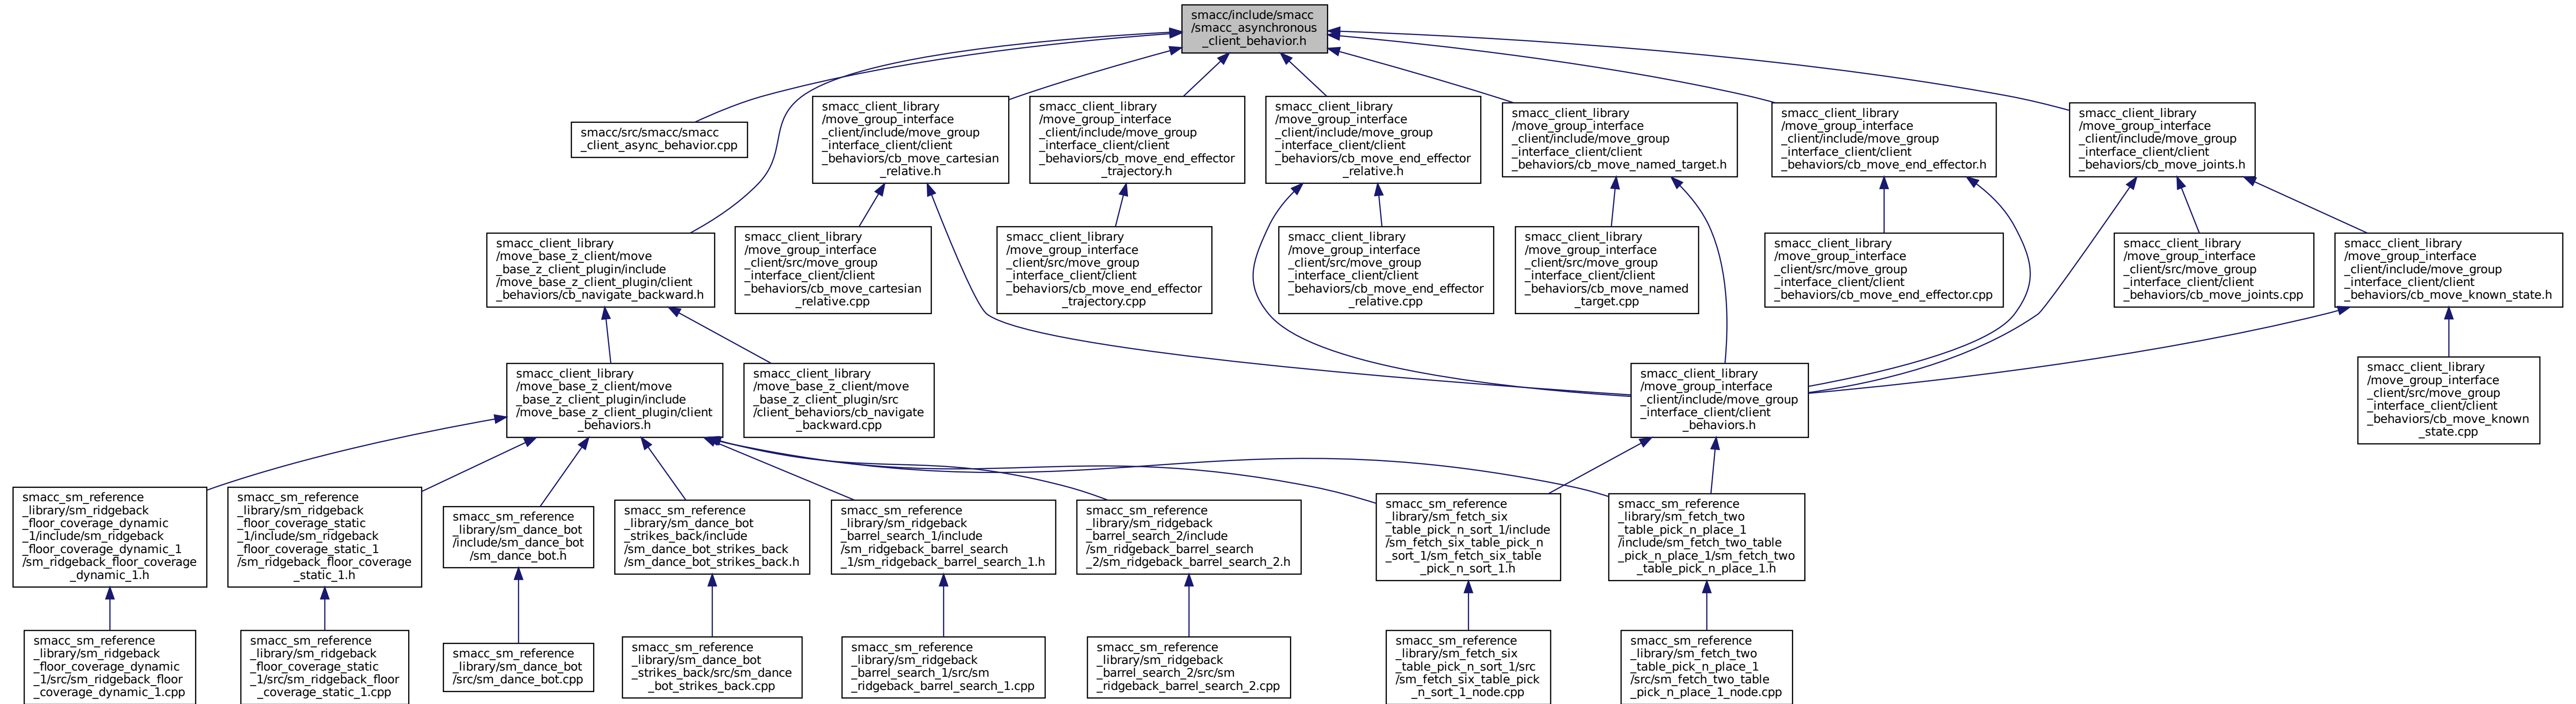 smacc/include/smacc
/smacc_asynchronous
_client_behavior.h
smacc/src/smacc/smacc
_client_async_behavior.cpp
smacc_client_library
/move_group_interface
_client/include/move_group
_interface_client/client
_behaviors/cb_move_cartesian
_relative.h
smacc_client_library
/move_group_interface
_client/include/move_group
_interface_client/client
_behaviors/cb_move_end_effector
_trajectory.h
smacc_client_library
/move_group_interface
_client/include/move_group
_interface_client/client
_behaviors/cb_move_end_effector
_relative.h
smacc_client_library
/move_group_interface
_client/include/move_group
_interface_client/client
_behaviors/cb_move_named_target.h
smacc_client_library
/move_group_interface
_client/include/move_group
_interface_client/client
_behaviors/cb_move_end_effector.h
smacc_client_library
/move_group_interface
_client/include/move_group
_interface_client/client
_behaviors/cb_move_joints.h
smacc_client_library
/move_base_z_client/move
_base_z_client_plugin/include
/move_base_z_client_plugin/client
_behaviors/cb_navigate_backward.h
smacc_client_library
/move_group_interface
_client/src/move_group
_interface_client/client
_behaviors/cb_move_cartesian
_relative.cpp
smacc_client_library
/move_group_interface
_client/src/move_group
_interface_client/client
_behaviors/cb_move_end_effector
_trajectory.cpp
smacc_client_library
/move_group_interface
_client/src/move_group
_interface_client/client
_behaviors/cb_move_end_effector
_relative.cpp
smacc_client_library
/move_group_interface
_client/src/move_group
_interface_client/client
_behaviors/cb_move_named
_target.cpp
smacc_client_library
/move_group_interface
_client/src/move_group
_interface_client/client
_behaviors/cb_move_end_effector.cpp
smacc_client_library
/move_group_interface
_client/src/move_group
_interface_client/client
_behaviors/cb_move_joints.cpp
smacc_client_library
/move_group_interface
_client/include/move_group
_interface_client/client
_behaviors/cb_move_known_state.h
smacc_client_library
/move_base_z_client/move
_base_z_client_plugin/include
/move_base_z_client_plugin/client
_behaviors.h
smacc_client_library
/move_base_z_client/move
_base_z_client_plugin/src
/client_behaviors/cb_navigate
_backward.cpp
smacc_client_library
/move_group_interface
_client/include/move_group
_interface_client/client
_behaviors.h
smacc_client_library
/move_group_interface
_client/src/move_group
_interface_client/client
_behaviors/cb_move_known
_state.cpp
smacc_sm_reference
_library/sm_ridgeback
_floor_coverage_dynamic
_1/include/sm_ridgeback
_floor_coverage_dynamic_1
/sm_ridgeback_floor_coverage
_dynamic_1.h
smacc_sm_reference
_library/sm_ridgeback
_floor_coverage_static
_1/include/sm_ridgeback
_floor_coverage_static_1
/sm_ridgeback_floor_coverage
_static_1.h
smacc_sm_reference
_library/sm_dance_bot
/include/sm_dance_bot
/sm_dance_bot.h
smacc_sm_reference
_library/sm_dance_bot
_strikes_back/include
/sm_dance_bot_strikes_back
/sm_dance_bot_strikes_back.h
smacc_sm_reference
_library/sm_ridgeback
_barrel_search_1/include
/sm_ridgeback_barrel_search
_1/sm_ridgeback_barrel_search_1.h
smacc_sm_reference
_library/sm_ridgeback
_barrel_search_2/include
/sm_ridgeback_barrel_search
_2/sm_ridgeback_barrel_search_2.h
smacc_sm_reference
_library/sm_fetch_six
_table_pick_n_sort_1/include
/sm_fetch_six_table_pick_n
_sort_1/sm_fetch_six_table
_pick_n_sort_1.h
smacc_sm_reference
_library/sm_fetch_two
_table_pick_n_place_1
/include/sm_fetch_two_table
_pick_n_place_1/sm_fetch_two
_table_pick_n_place_1.h
smacc_sm_reference
_library/sm_ridgeback
_floor_coverage_dynamic
_1/src/sm_ridgeback_floor
_coverage_dynamic_1.cpp
smacc_sm_reference
_library/sm_ridgeback
_floor_coverage_static
_1/src/sm_ridgeback_floor
_coverage_static_1.cpp
smacc_sm_reference
_library/sm_dance_bot
/src/sm_dance_bot.cpp
smacc_sm_reference
_library/sm_dance_bot
_strikes_back/src/sm_dance
_bot_strikes_back.cpp
smacc_sm_reference
_library/sm_ridgeback
_barrel_search_1/src/sm
_ridgeback_barrel_search_1.cpp
smacc_sm_reference
_library/sm_ridgeback
_barrel_search_2/src/sm
_ridgeback_barrel_search_2.cpp
smacc_sm_reference
_library/sm_fetch_six
_table_pick_n_sort_1/src
/sm_fetch_six_table_pick
_n_sort_1_node.cpp
smacc_sm_reference
_library/sm_fetch_two
_table_pick_n_place_1
/src/sm_fetch_two_table
_pick_n_place_1_node.cpp